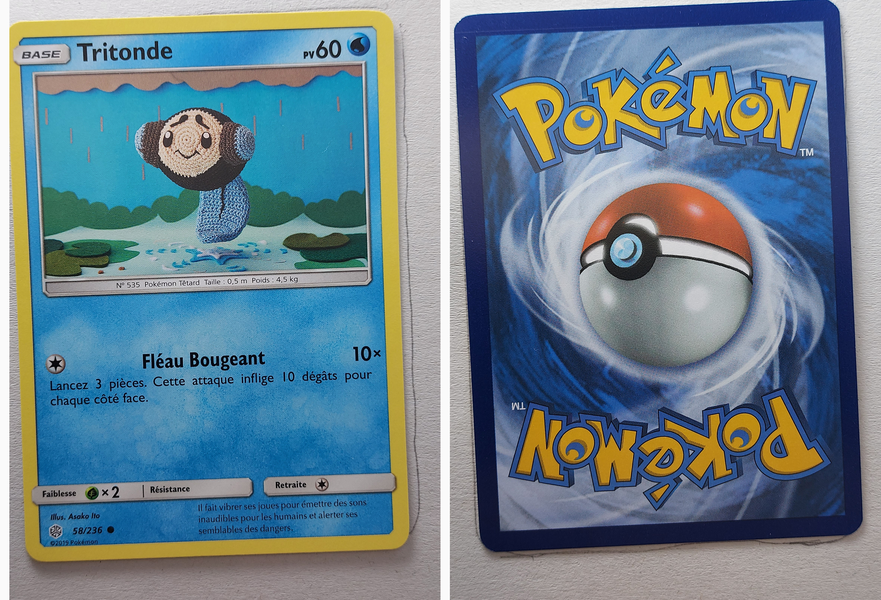 BASE Tritonde PV60
N° 535 Pokémon Têtard Taille : 0,5 m Poids : 4,5 kg
Fléau Bougeant 10×
Lancez 3 pièces. Cette attaque inflige 10 dégâts pour
chaque côté face.
Faiblesse ×2 Résistance Retraite
Illus. Asako Ito
58/236
©2019 Pokémon
Il fait vibrer ses joues pour émettre des sons
inaudibles pour les humains et alerter ses
semblables des dangers.
POKéMON
TM
TM
POKéMON